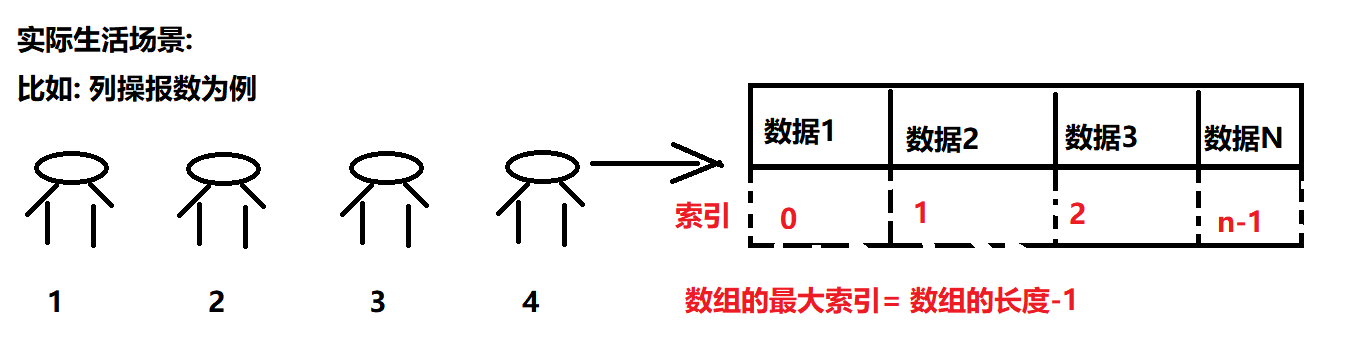 实际生活场景:
比如: 列操报数为例
数据1 数据2 数据3 数据N
索引 0 1 2 n-1
1 2 3 4
数组的最大索引= 数组的长度-1